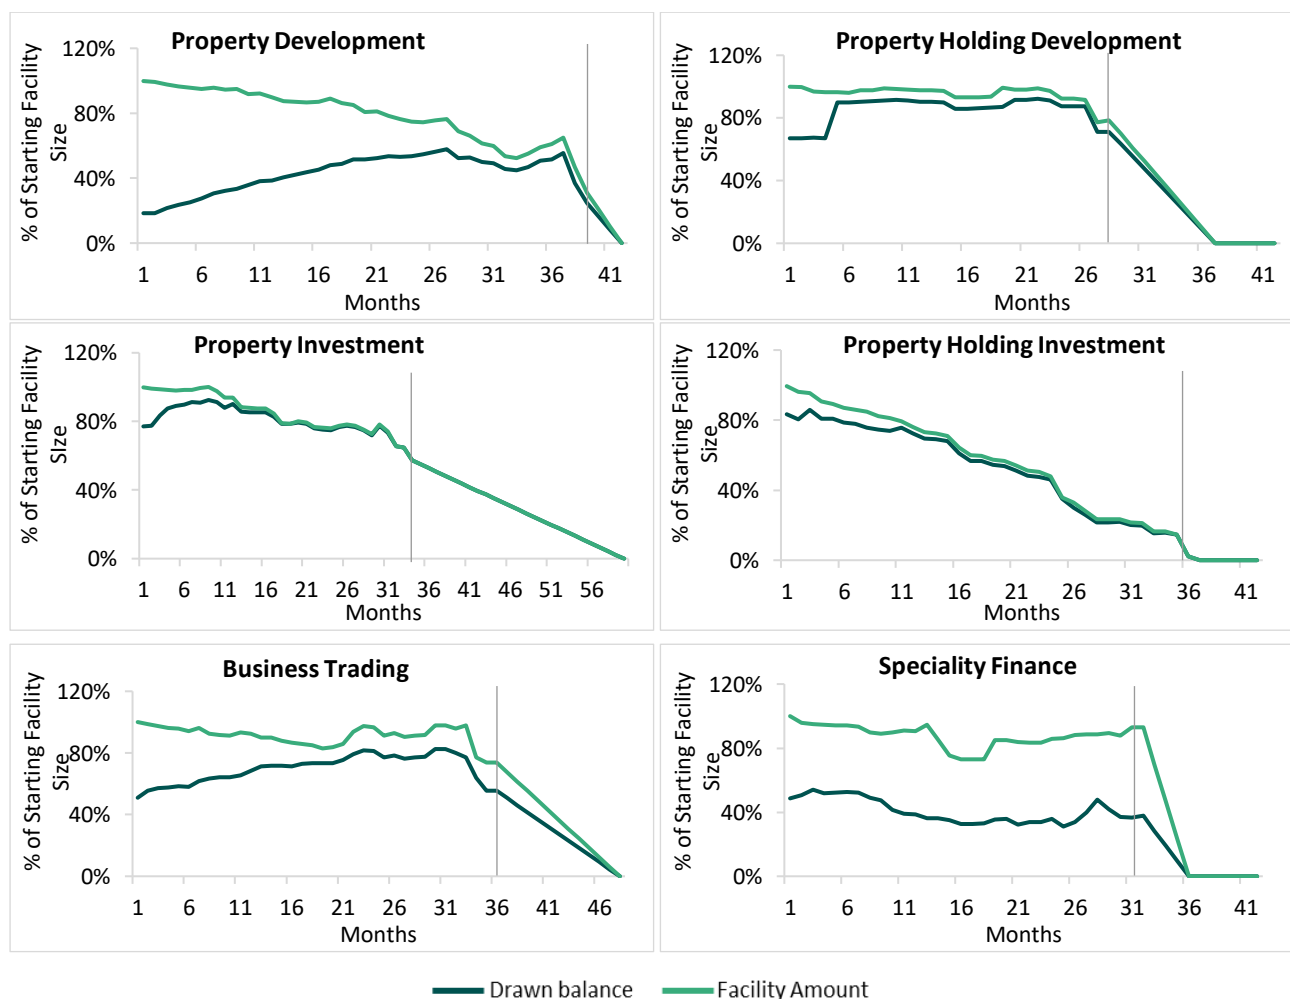 Property Development
% of Starting Facility
Size
120%
80%
40%
0%
1 6 11 16 21 26 31 36 41
Months
Property Holding Development
% of Starting Facility
Size
120%
80%
40%
0%
1 6 11 16 21 26 31 36 41
Months
Property Investment
% of Starting Facility
Size
120%
80%
40%
0%
1 6 11 16 21 26 31 36 41 46 51 56
Months
Property Holding Investment
% of Starting Facility
Size
120%
80%
40%
0%
1 6 11 16 21 26 31 36 41
Months
Business Trading
% of Starting Facility
Size
120%
80%
40%
0%
1 6 11 16 21 26 31 36 41 46
Months
Speciality Finance
% of Starting Facility
Size
120%
80%
40%
0%
1 6 11 16 21 26 31 36 41
Months
Drawn balance Facility Amount